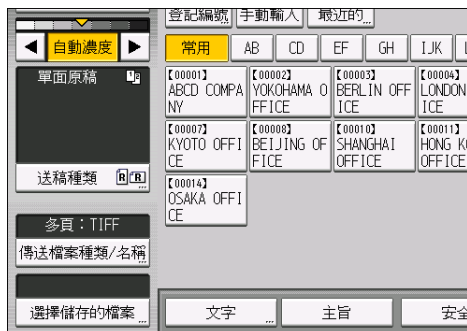 登記編號 手動輸入 最近的
自動濃度
常用 AB CD EF GH IJK
單面原稿
【00001】 【00002】 【00003】 【00004】
ABCD COMPA YOKOHAMA O BERLIN OFF LONDON
NY FFICE ICE ICE
【00007】 【00008】 【00010】 【00011】
KYOTO OFFI BEIJING OF SHANGHAI HONG K
CE FICE OFFICE OFFICE
送稿種類
【00014】
OSAKA OFFI
CE
多頁：TIFF
傳送檔案種類/名稱
選擇儲存的檔案
文字 主旨 安全